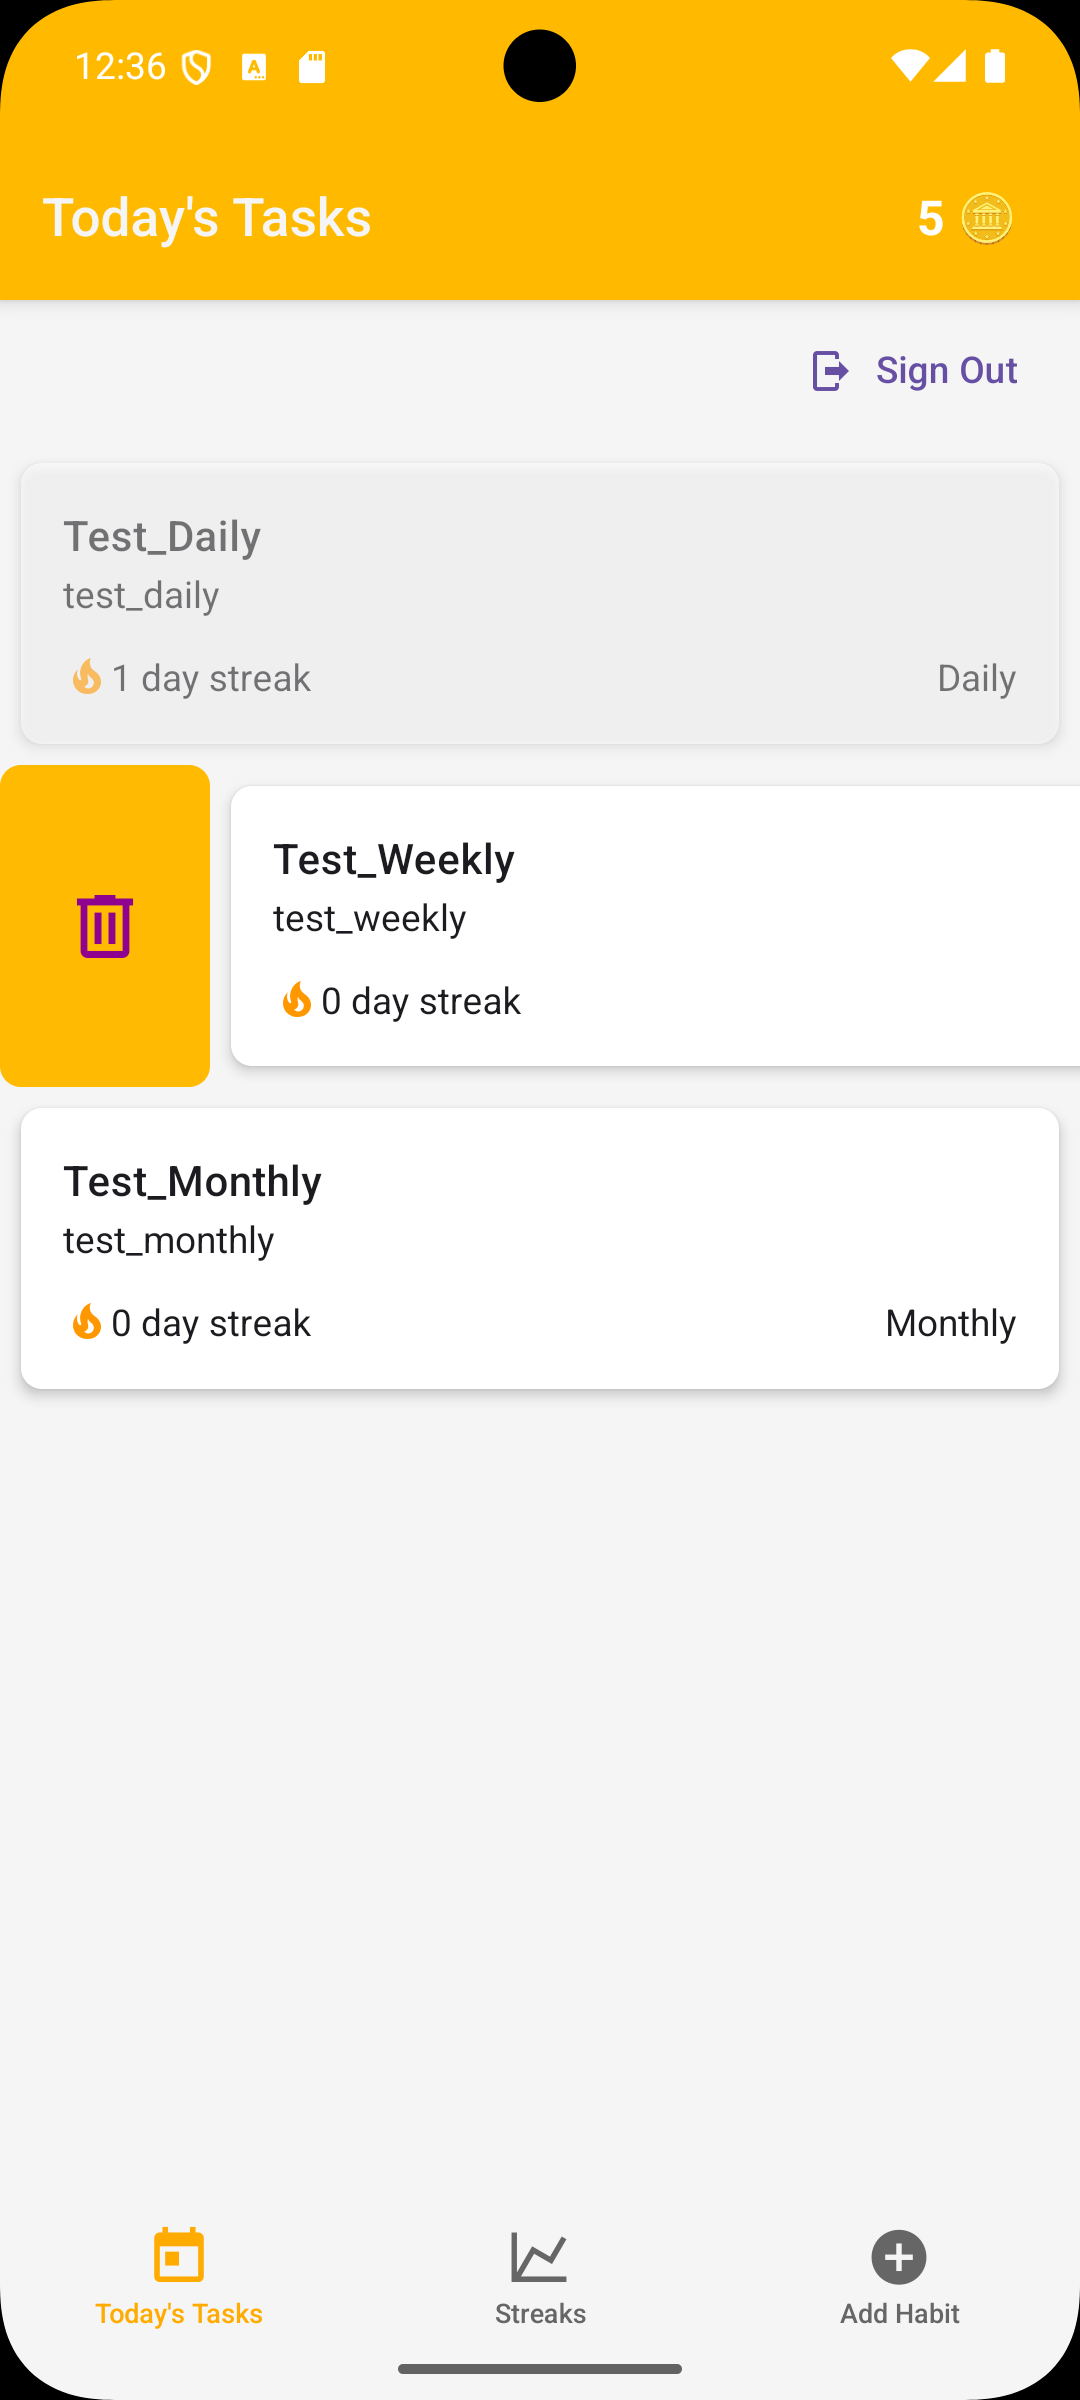 12:36
Today's Tasks
5
Sign Out
Test_Daily
test_daily
1 day streak
Daily
Test_Weekly
test_weekly
0 day streak
Test_Monthly
test_monthly
0 day streak
Monthly
Today's Tasks
Streaks
Add Habit